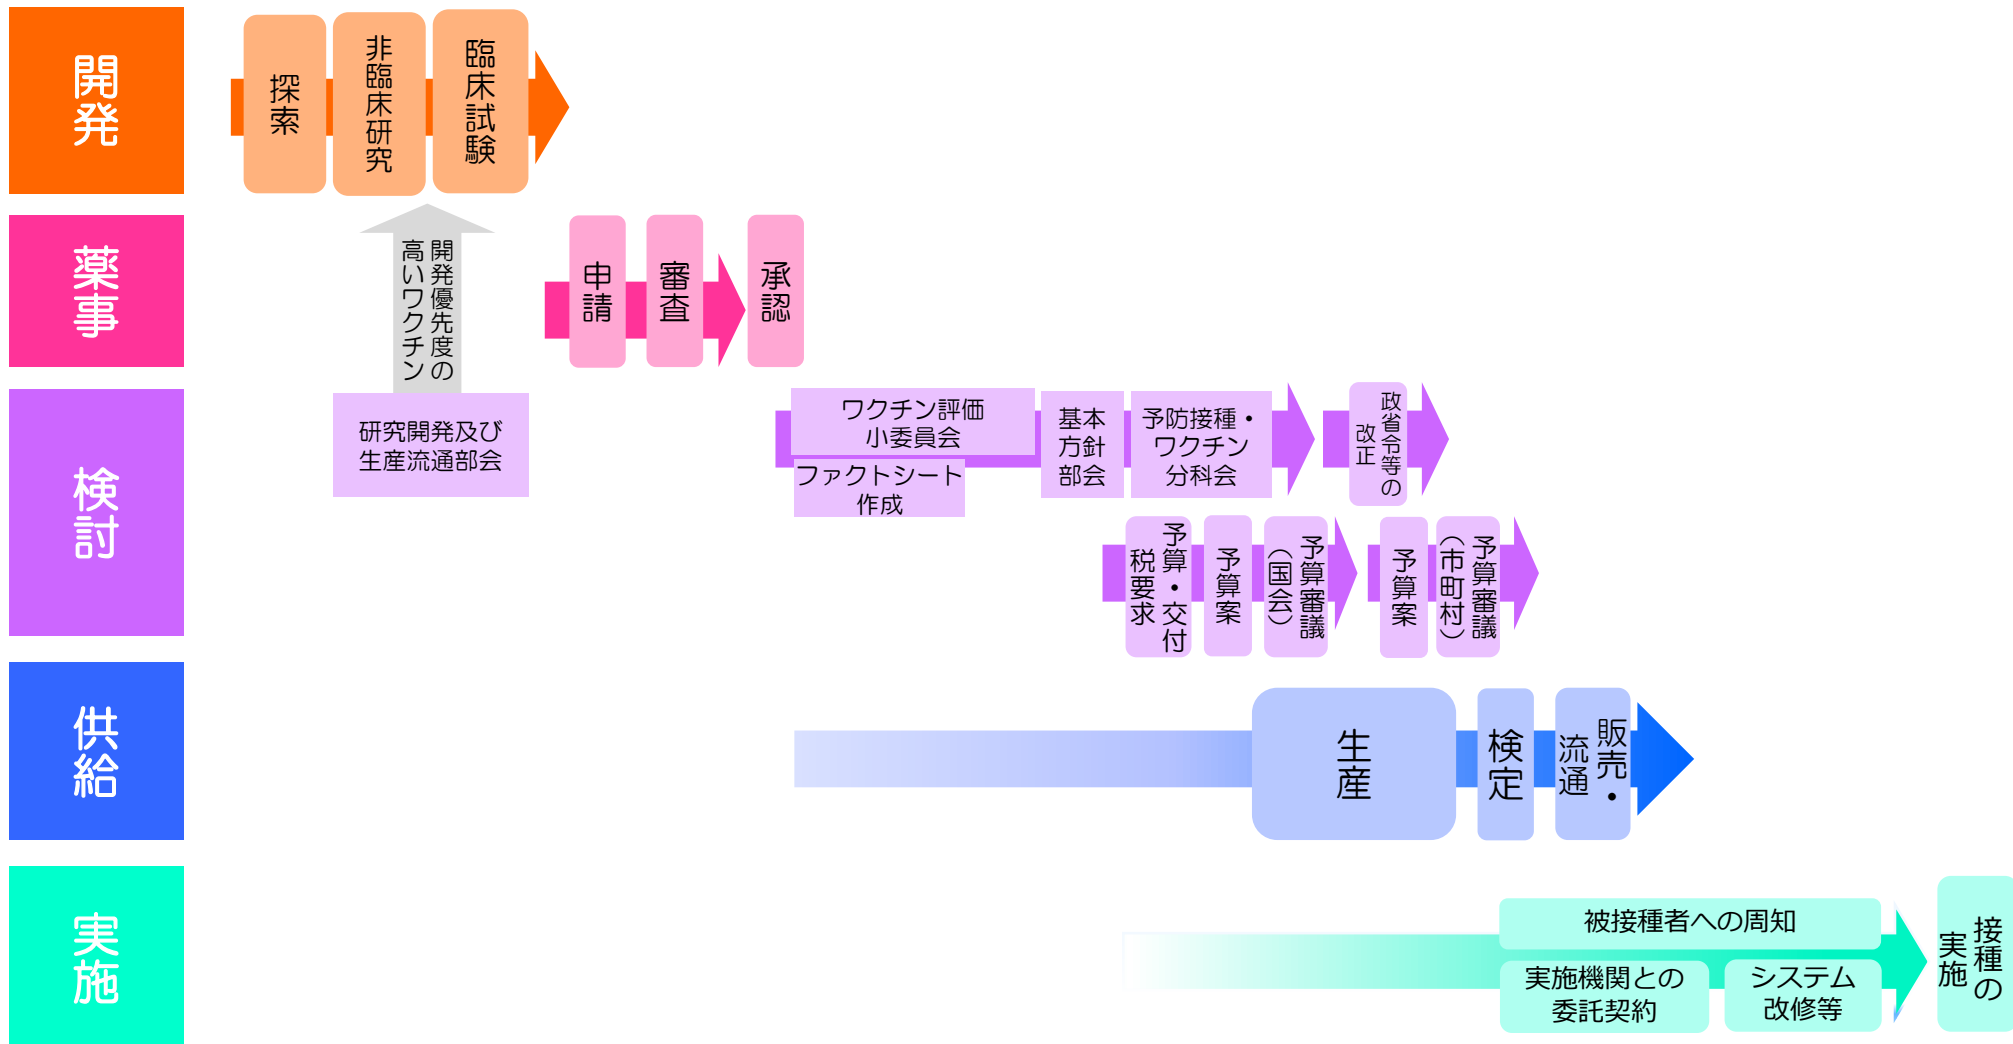 開発
探索
非臨床研究
臨床試験
薬事
開発優先度の
高いワクチン
申請
審査
承認
検討
研究開発及び
生産流通部会
ワクチン評価
小委員会
ファクトシート
作成
基本
方針
部会
予防接種・
ワクチン
分科会
政省令等の
改正
予算・交付
税要求
予算案
予算審議
（国会）
予算案
予算審議
（市町村）
供給
生産
検定
販売・
流通
実施
被接種者への周知
実施機関との
委託契約
システム
改修等
接種の
実施